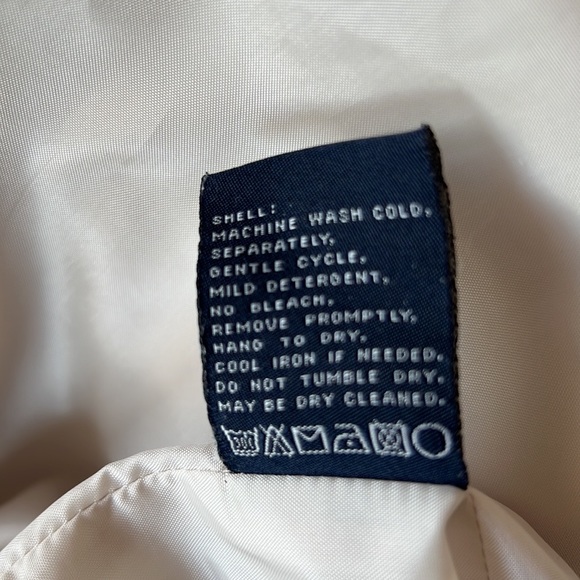 SHELL:
MACHINE WASH COLD,
SEPARATELY,
GENTLE CYCLE,
MILD DETERGENT,
NO BLEACH,
REMOVE PROMPTLY,
HANG TO DRY,
COOL IRON IF NEEDED.
DO NOT TUMBLE DRY.
MAY BE DRY CLEANED.
30C